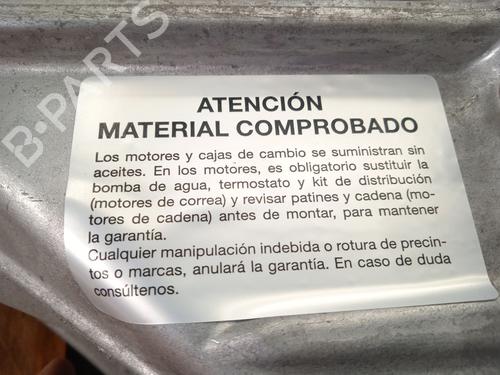 B-PARTS
ATENCIÓN
MATERIAL COMPROBADO
Los motores y cajas de cambio se suministran sin
aceites. En los motores, es obligatorio sustituir la
bomba de agua, termostato y kit de distribución
(motores de correa) y revisar patines y cadena (mo-
tores de cadena) antes de montar, para mantener
la garantía.
Cualquier manipulación indebida o rotura de precin-
tos o marcas, anulará la garantía. En caso de duda
consúltenos.